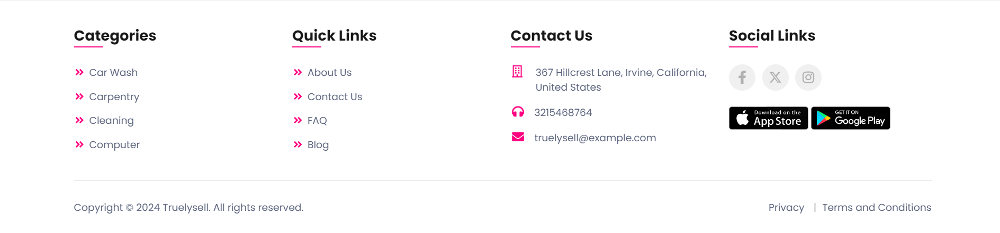 Categories
Car Wash
Carpentry
Cleaning
Computer
Quick Links
About Us
Contact Us
FAQ
Blog
Contact Us
367 Hillcrest Lane, Irvine, California,
United States
3215468764
truelysell@example.com
Social Links
Download on the
App Store
GET IT ON
Google Play
Copyright © 2024 Truelysell. All rights reserved.
Privacy | Terms and Conditions